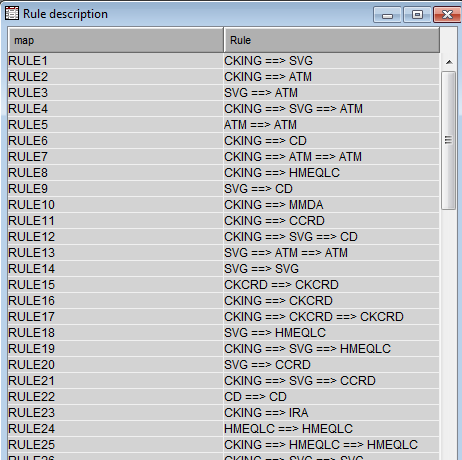 Rule description
map Rule
RULE1 CKING ==> SVG
RULE2 CKING ==> ATM
RULE3 SVG ==> ATM
RULE4 CKING ==> SVG ==> ATM
RULE5 ATM ==> ATM
RULE6 CKING ==> CD
RULE7 CKING ==> ATM ==> ATM
RULE8 CKING ==> HMEQLC
RULE9 SVG ==> CD
RULE10 CKING ==> MMDA
RULE11 CKING ==> CCRD
RULE12 CKING ==> SVG ==> CD
RULE13 SVG ==> ATM ==> ATM
RULE14 SVG ==> SVG
RULE15 CKCRD ==> CKCRD
RULE16 CKING ==> CKCRD
RULE17 CKING ==> CKCRD ==> CKCRD
RULE18 SVG ==> HMEQLC
RULE19 CKING ==> SVG ==> HMEQLC
RULE20 SVG ==> CCRD
RULE21 CKING ==> SVG ==> CCRD
RULE22 CD ==> CD
RULE23 CKING ==> IRA
RULE24 HMEQLC ==> HMEQLC
RULE25 CKING ==> HMEQLC ==> HMEQLC
RULE26 CKING ==> SVG ==> SVG